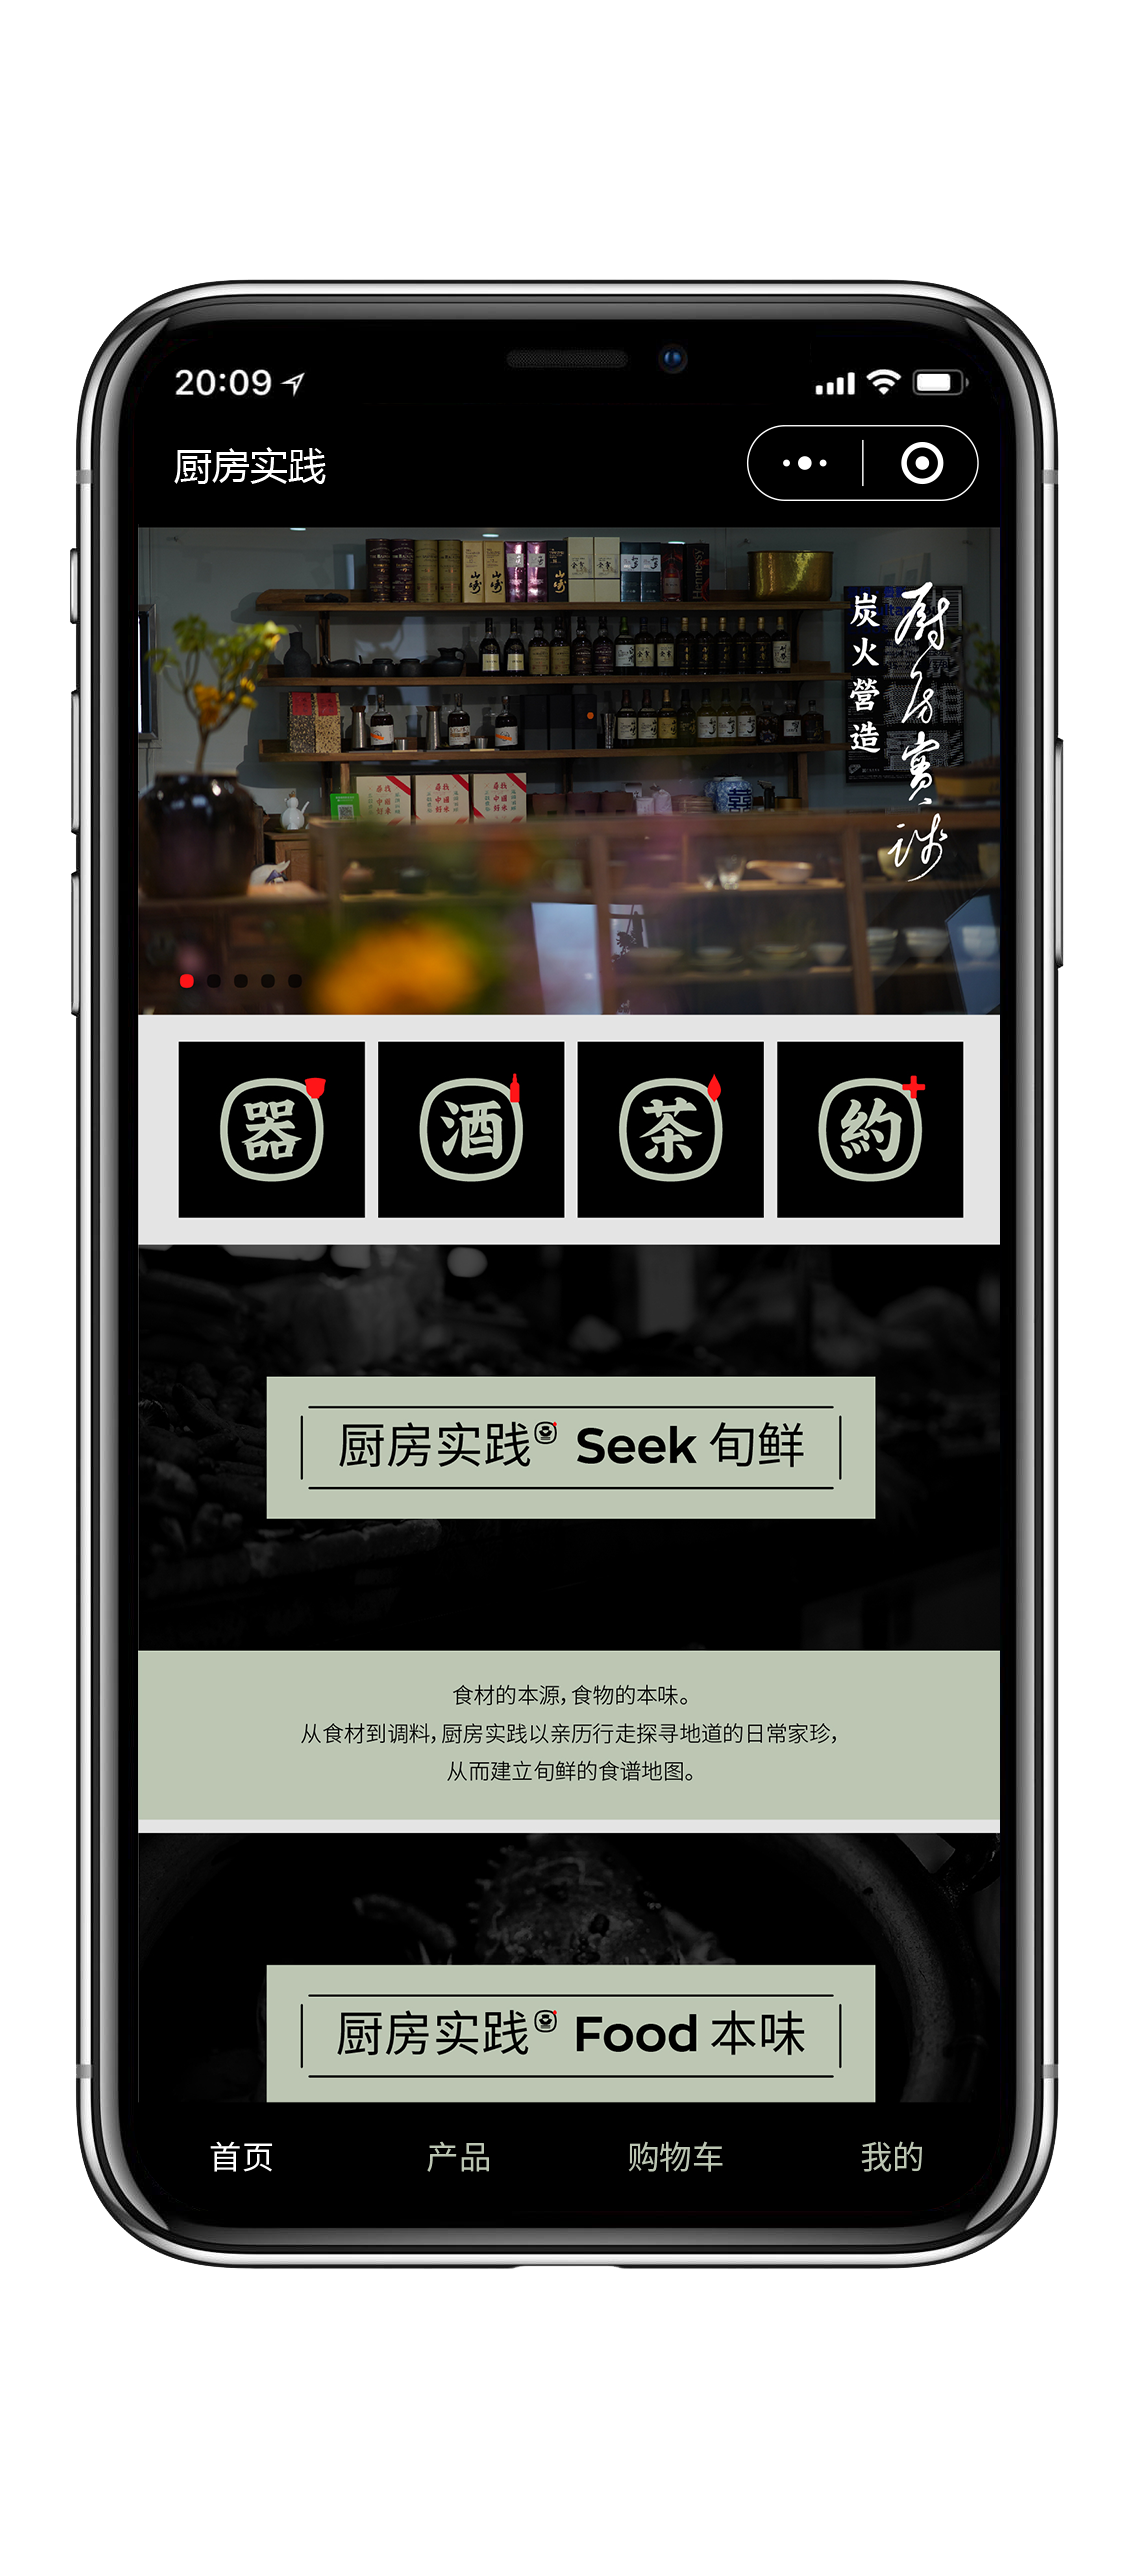 20:09
厨房实践
厨房實踐
炭火營造
山崎
山崎
器
酒
茶
約
厨房实践 Seek 旬鲜
食材的本源，食物的本味。
从食材到调料，厨房实践以亲历行走探寻地道的日常家珍，
从而建立旬鲜的食谱地图。
厨房实践 Food 本味
首页
产品
购物车
我的